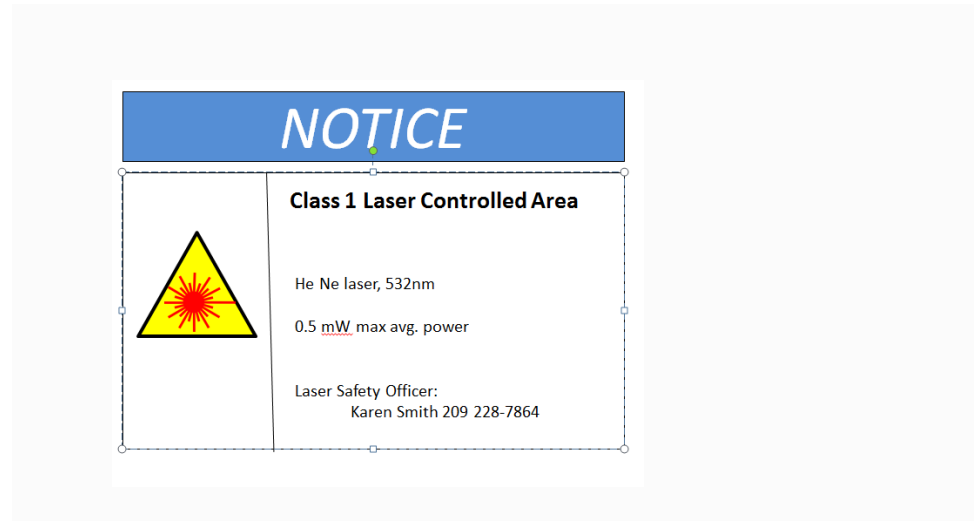 NOTICE
Class 1 Laser Controlled Area
He Ne laser, 532nm
0.5 mW max avg. power
Laser Safety Officer:
Karen Smith 209 228-7864